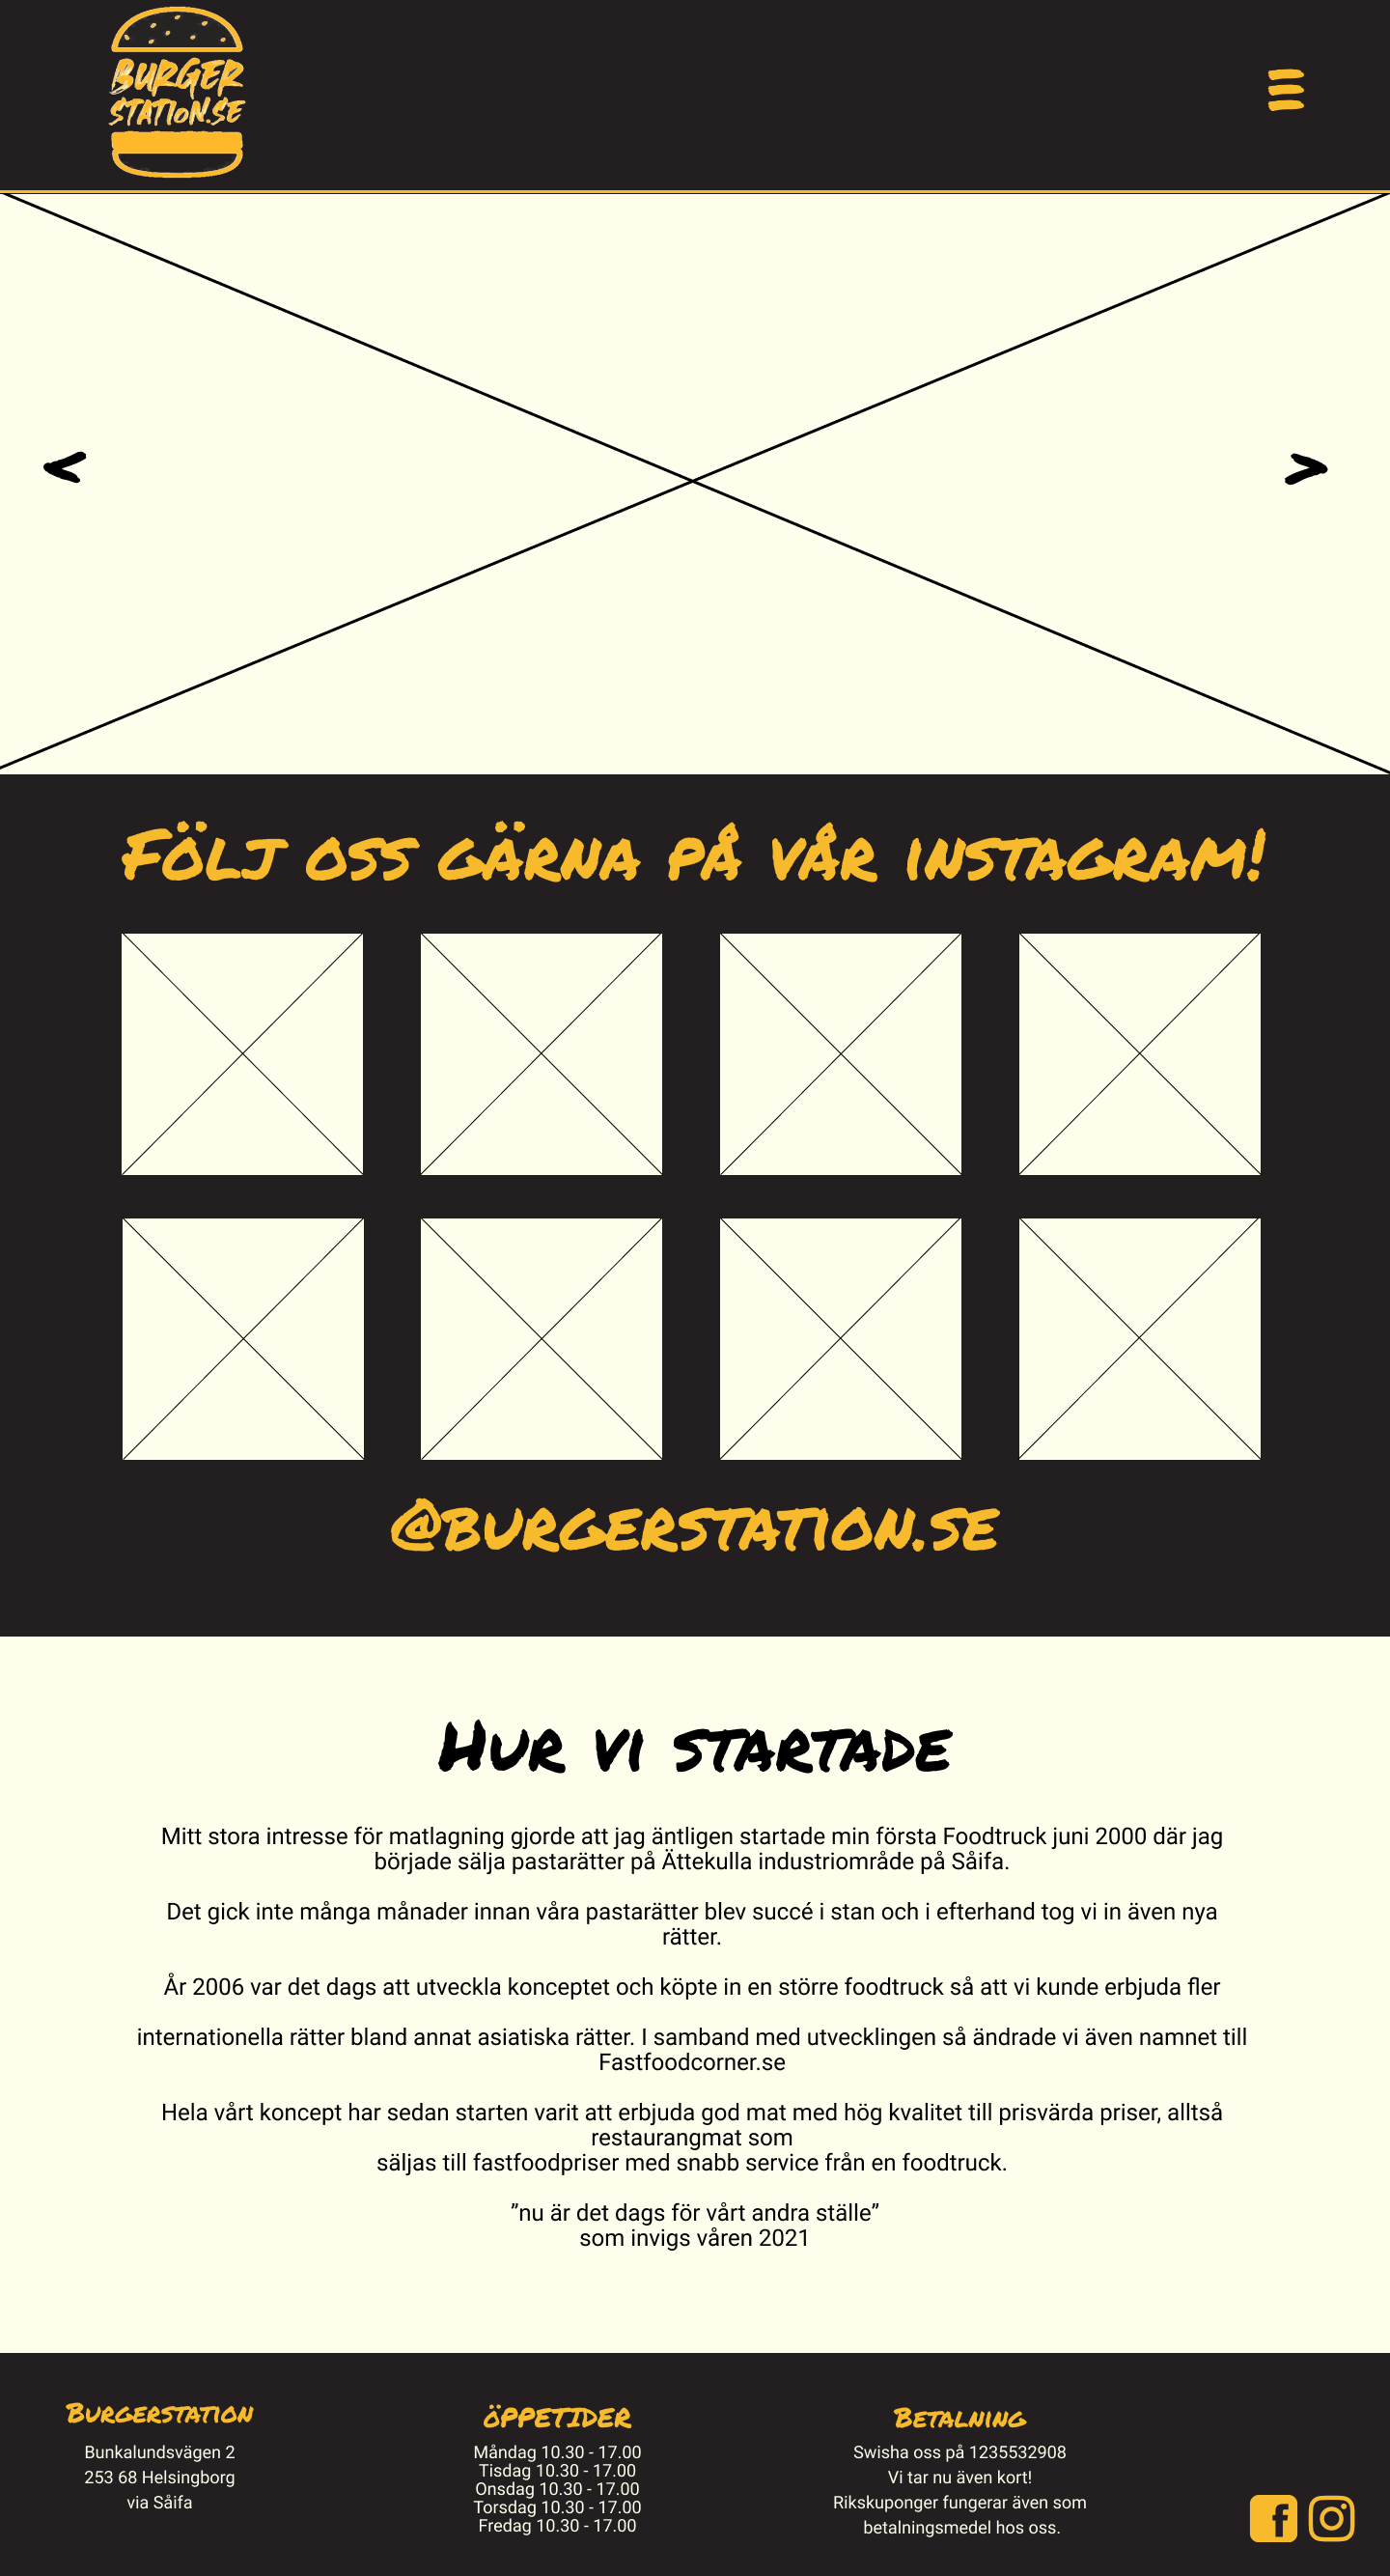 BURGER
STATION.SE
<
>
Följ oss gärna på vår instagram!
@burgerstation.se
Hur vi startade
Mitt stora intresse för matlagning gjorde att jag äntligen startade min första Foodtruck juni 2000 där jag
började sälja pastarätter på Ättekulla industriområde på Såifa.
Det gick inte många månader innan våra pastarätter blev succé i stan och i efterhand tog vi in även nya
rätter.
År 2006 var det dags att utveckla konceptet och köpte in en större foodtruck så att vi kunde erbjuda fler
internationella rätter bland annat asiatiska rätter. I samband med utvecklingen så ändrade vi även namnet till
Fastfoodcorner.se
Hela vårt koncept har sedan starten varit att erbjuda god mat med hög kvalitet till prisvärda priser, alltså
restaurangmat som
säljas till fastfoodpriser med snabb service från en foodtruck.
”nu är det dags för vårt andra ställe”
som invigs våren 2021
Burgerstation
Bunkalundsvägen 2
253 68 Helsingborg
via Såifa
öPPETIDER
Måndag 10.30 - 17.00
Tisdag 10.30 - 17.00
Onsdag 10.30 - 17.00
Torsdag 10.30 - 17.00
Fredag 10.30 - 17.00
Betalning
Swisha oss på 1235532908
Vi tar nu även kort!
Rikskuponger fungerar även som
betalningsmedel hos oss.